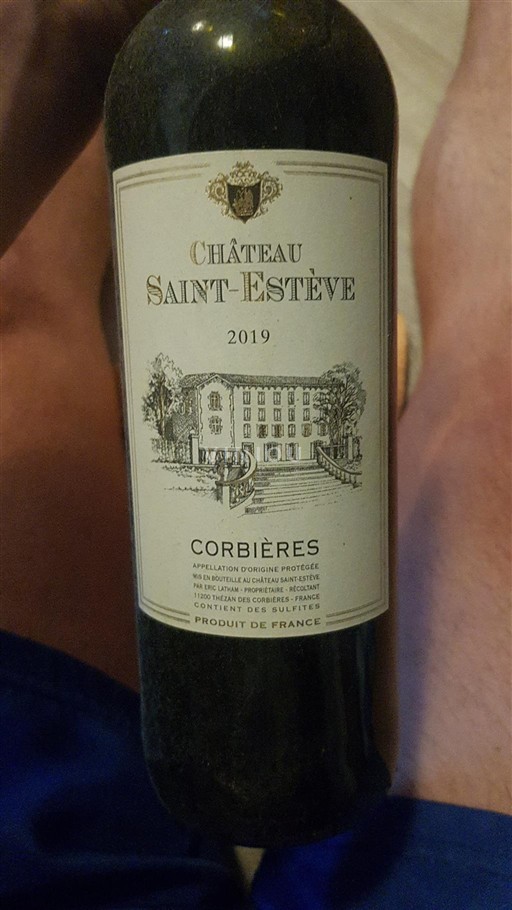 CHÂTEAU
SAINT-ESTÈVE
2019
CORBIÈRES
APPELLATION D'ORIGINE PROTÉGÉE
MIS EN BOUTEILLE AU CHÂTEAU SAINT-ESTÈVE
PAR ERIC LATHAM - PROPRIÉTAIRE - RÉCOLTANT
11200 THÉZAN DES CORBIÈRES - FRANCE
CONTIENT DES SULFITES
PRODUIT DE FRANCE